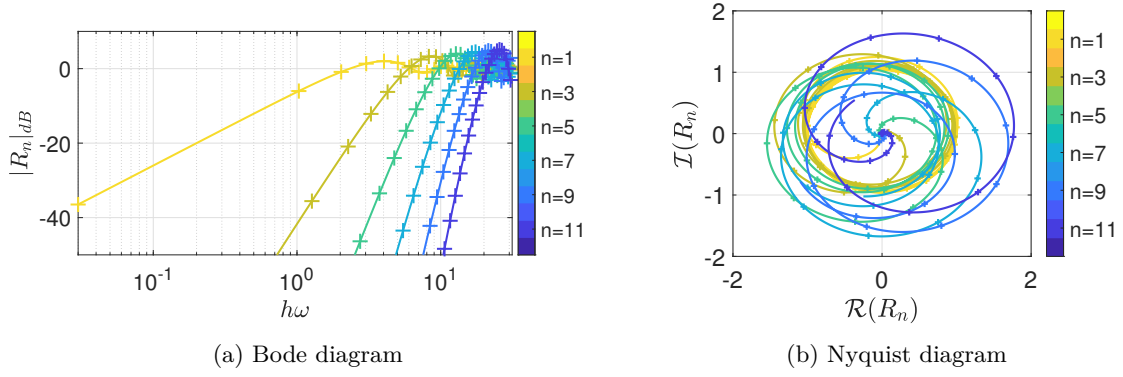 0
-20
-40
|R_n|_{dB}
10^{-1}
10^0
10^1
hω
n=1
n=3
n=5
n=7
n=9
n=11
(a) Bode diagram
2
1
0
-1
-2
I(R_n)
-2
0
2
R(R_n)
n=1
n=3
n=5
n=7
n=9
n=11
(b) Nyquist diagram